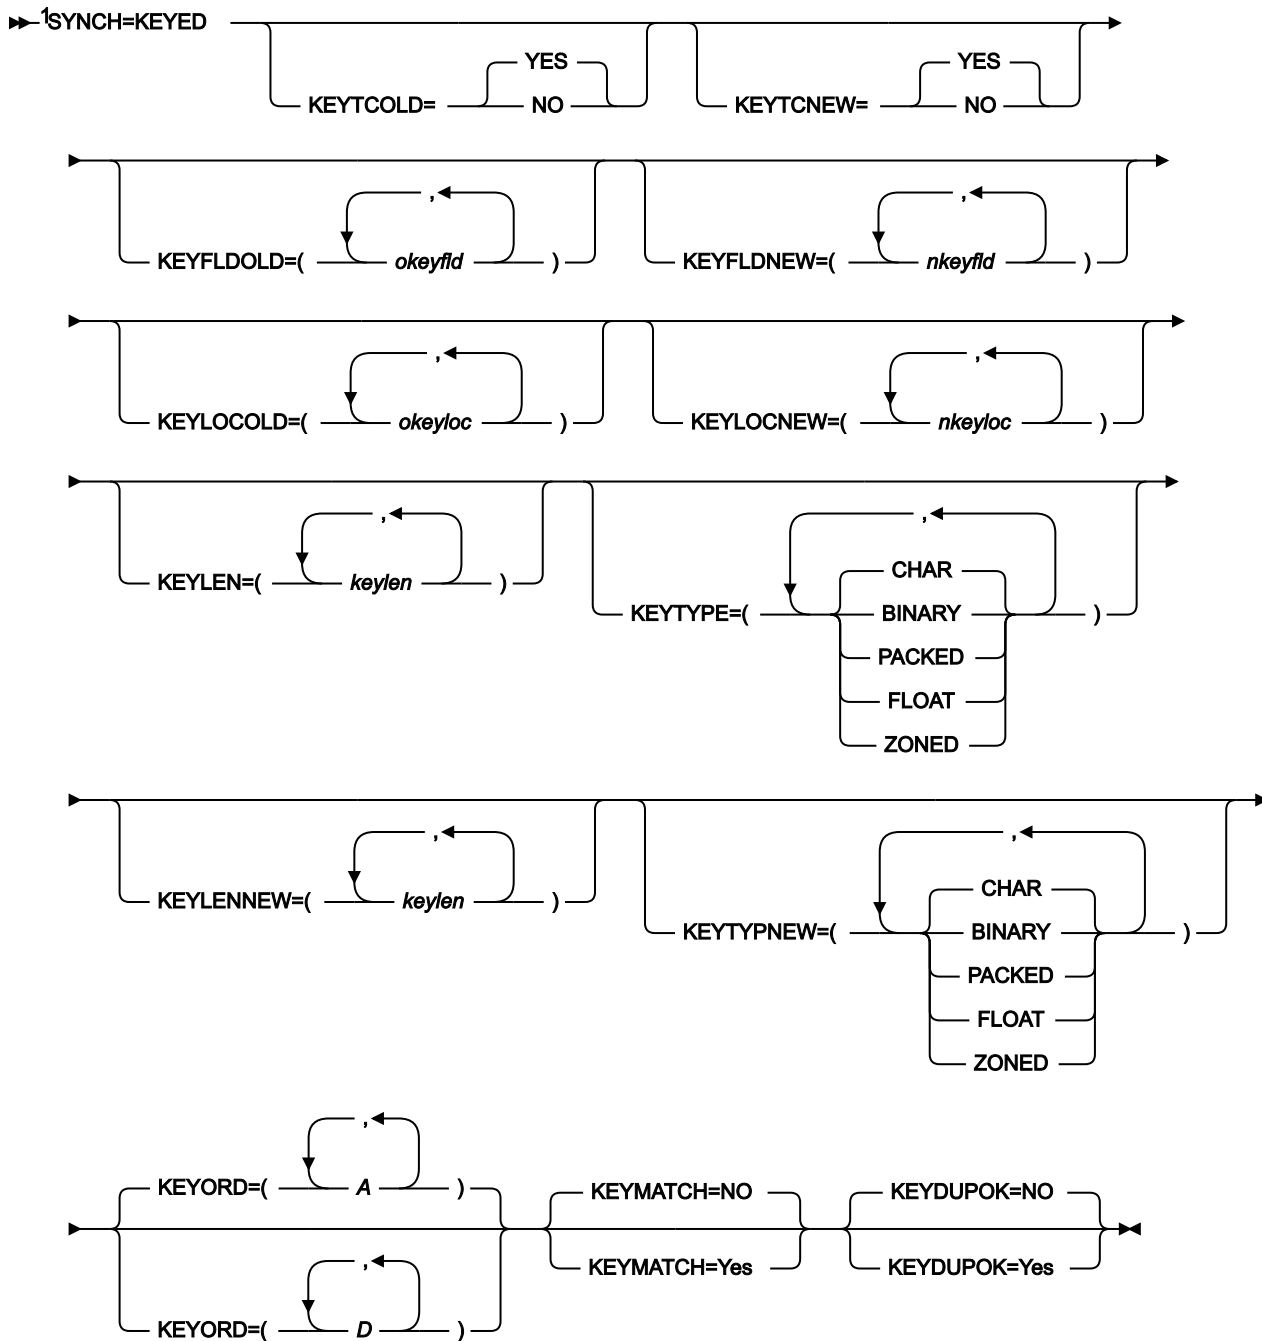 1
SYNCH=KEYED
YES YES
KEYTCOLD= NO KEYTCNEW= NO
, ,
KEYFLDOLD=( okeyfld ) KEYFLDNEW=( nkeyfld )
, ,
KEYLOCOLD=( okeyloc ) KEYLOCNEW=( nkeyloc )
, ,
KEYLEN=( keylen )
CHAR
KEYTYPE=( BINARY )
PACKED
FLOAT
ZONED
, ,
KEYLENNEW=( keylen )
CHAR
KEYTYPNEW=( BINARY )
PACKED
FLOAT
ZONED
,
KEYORD=( A ) KEYMATCH=NO KEYDUPOK=NO
KEYMATCH=Yes KEYDUPOK=Yes
,
KEYORD=( D )